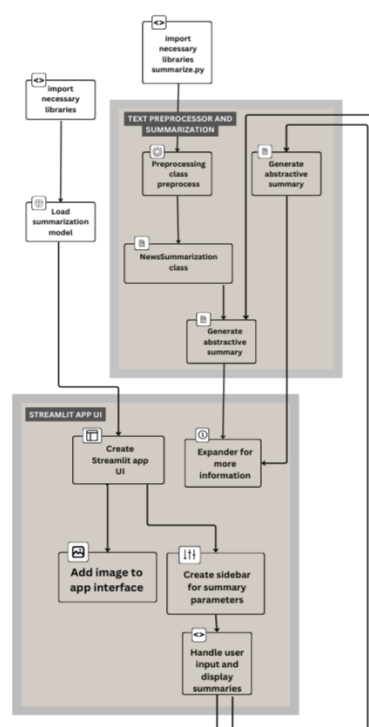 <>
import
necessary
libraries
summarize.py
<>
import
necessary
libraries
TEXT PREPROCESSOR AND
SUMMARIZATION
Preprocessing
class
preprocess
Generate
abstractive
summary
Load
summarization
model
NewsSummarization
class
Generate
abstractive
summary
STREAMLIT APP UI
Create
Streamlit app
UI
Expander for
more
information
Add image to
app interface
Create sidebar
for summary
parameters
<>
Handle user
input and
display
summaries